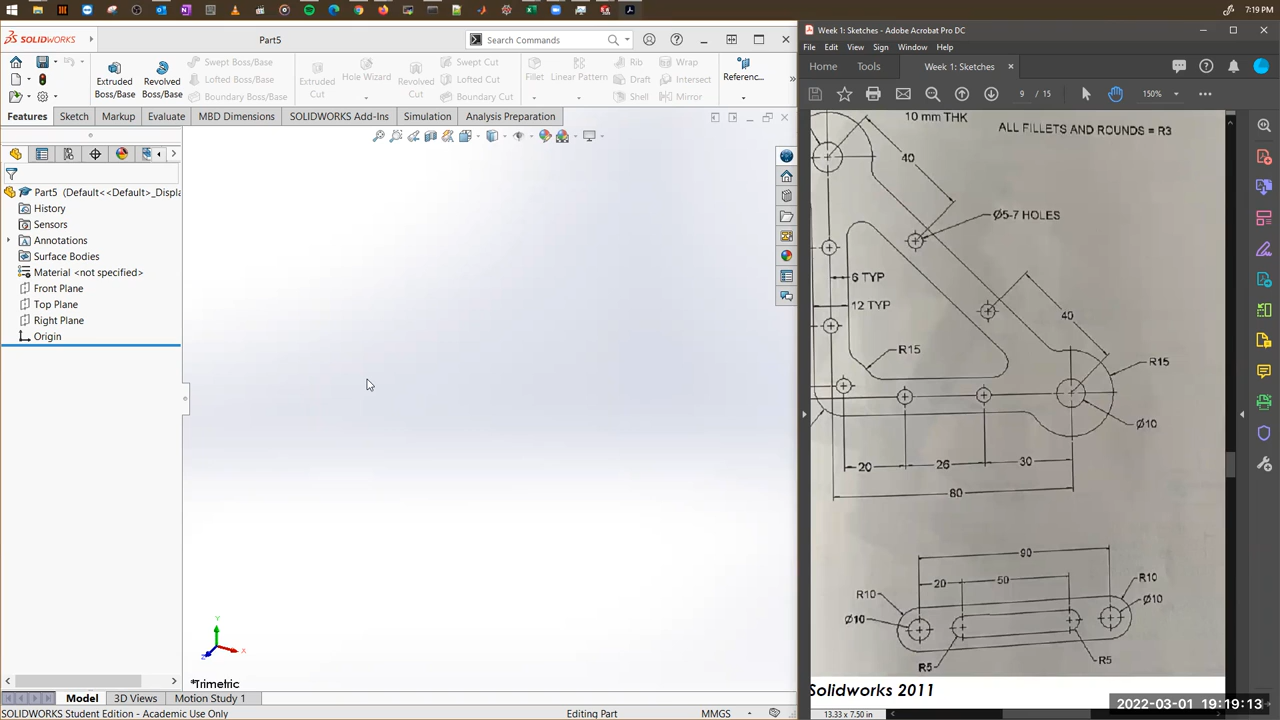 7:19 PM
SOLIDWORKS
Part5
Search Commands
Week 1: Sketches - Adobe Acrobat Pro DC
File Edit View Sign Window Help
Home Tools Week 1: Sketches
9 / 15
150%
Extruded Boss/Base
Revolved Boss/Base
Swept Boss/Base
Lofted Boss/Base
Boundary Boss/Base
Extruded Cut
Hole Wizard
Revolved Cut
Swept Cut
Lofted Cut
Boundary Cut
Fillet
Linear Pattern
Rib
Draft
Shell
Wrap
Intersect
Mirror
Referenc...
Features Sketch Markup Evaluate MBD Dimensions SOLIDWORKS Add-Ins Simulation Analysis Preparation
Part5 (Default<<Default>_Displa
History
Sensors
Annotations
Surface Bodies
Material <not specified>
Front Plane
Top Plane
Right Plane
Origin
Y
X
Z
*Trimetric
Model 3D Views Motion Study 1
SOLIDWORKS Student Edition - Academic Use Only
Editing Part
MMGS
10 mm THK
ALL FILLETS AND ROUNDS = R3
40
Ø5-7 HOLES
6 TYP
12 TYP
40
R15
R15
Ø10
20 26 30
80
90
20 50
R10 R10
Ø10 Ø10
R5 R5
Solidworks 2011
2022-03-01 19:19:13
13.33 x 7.50 in